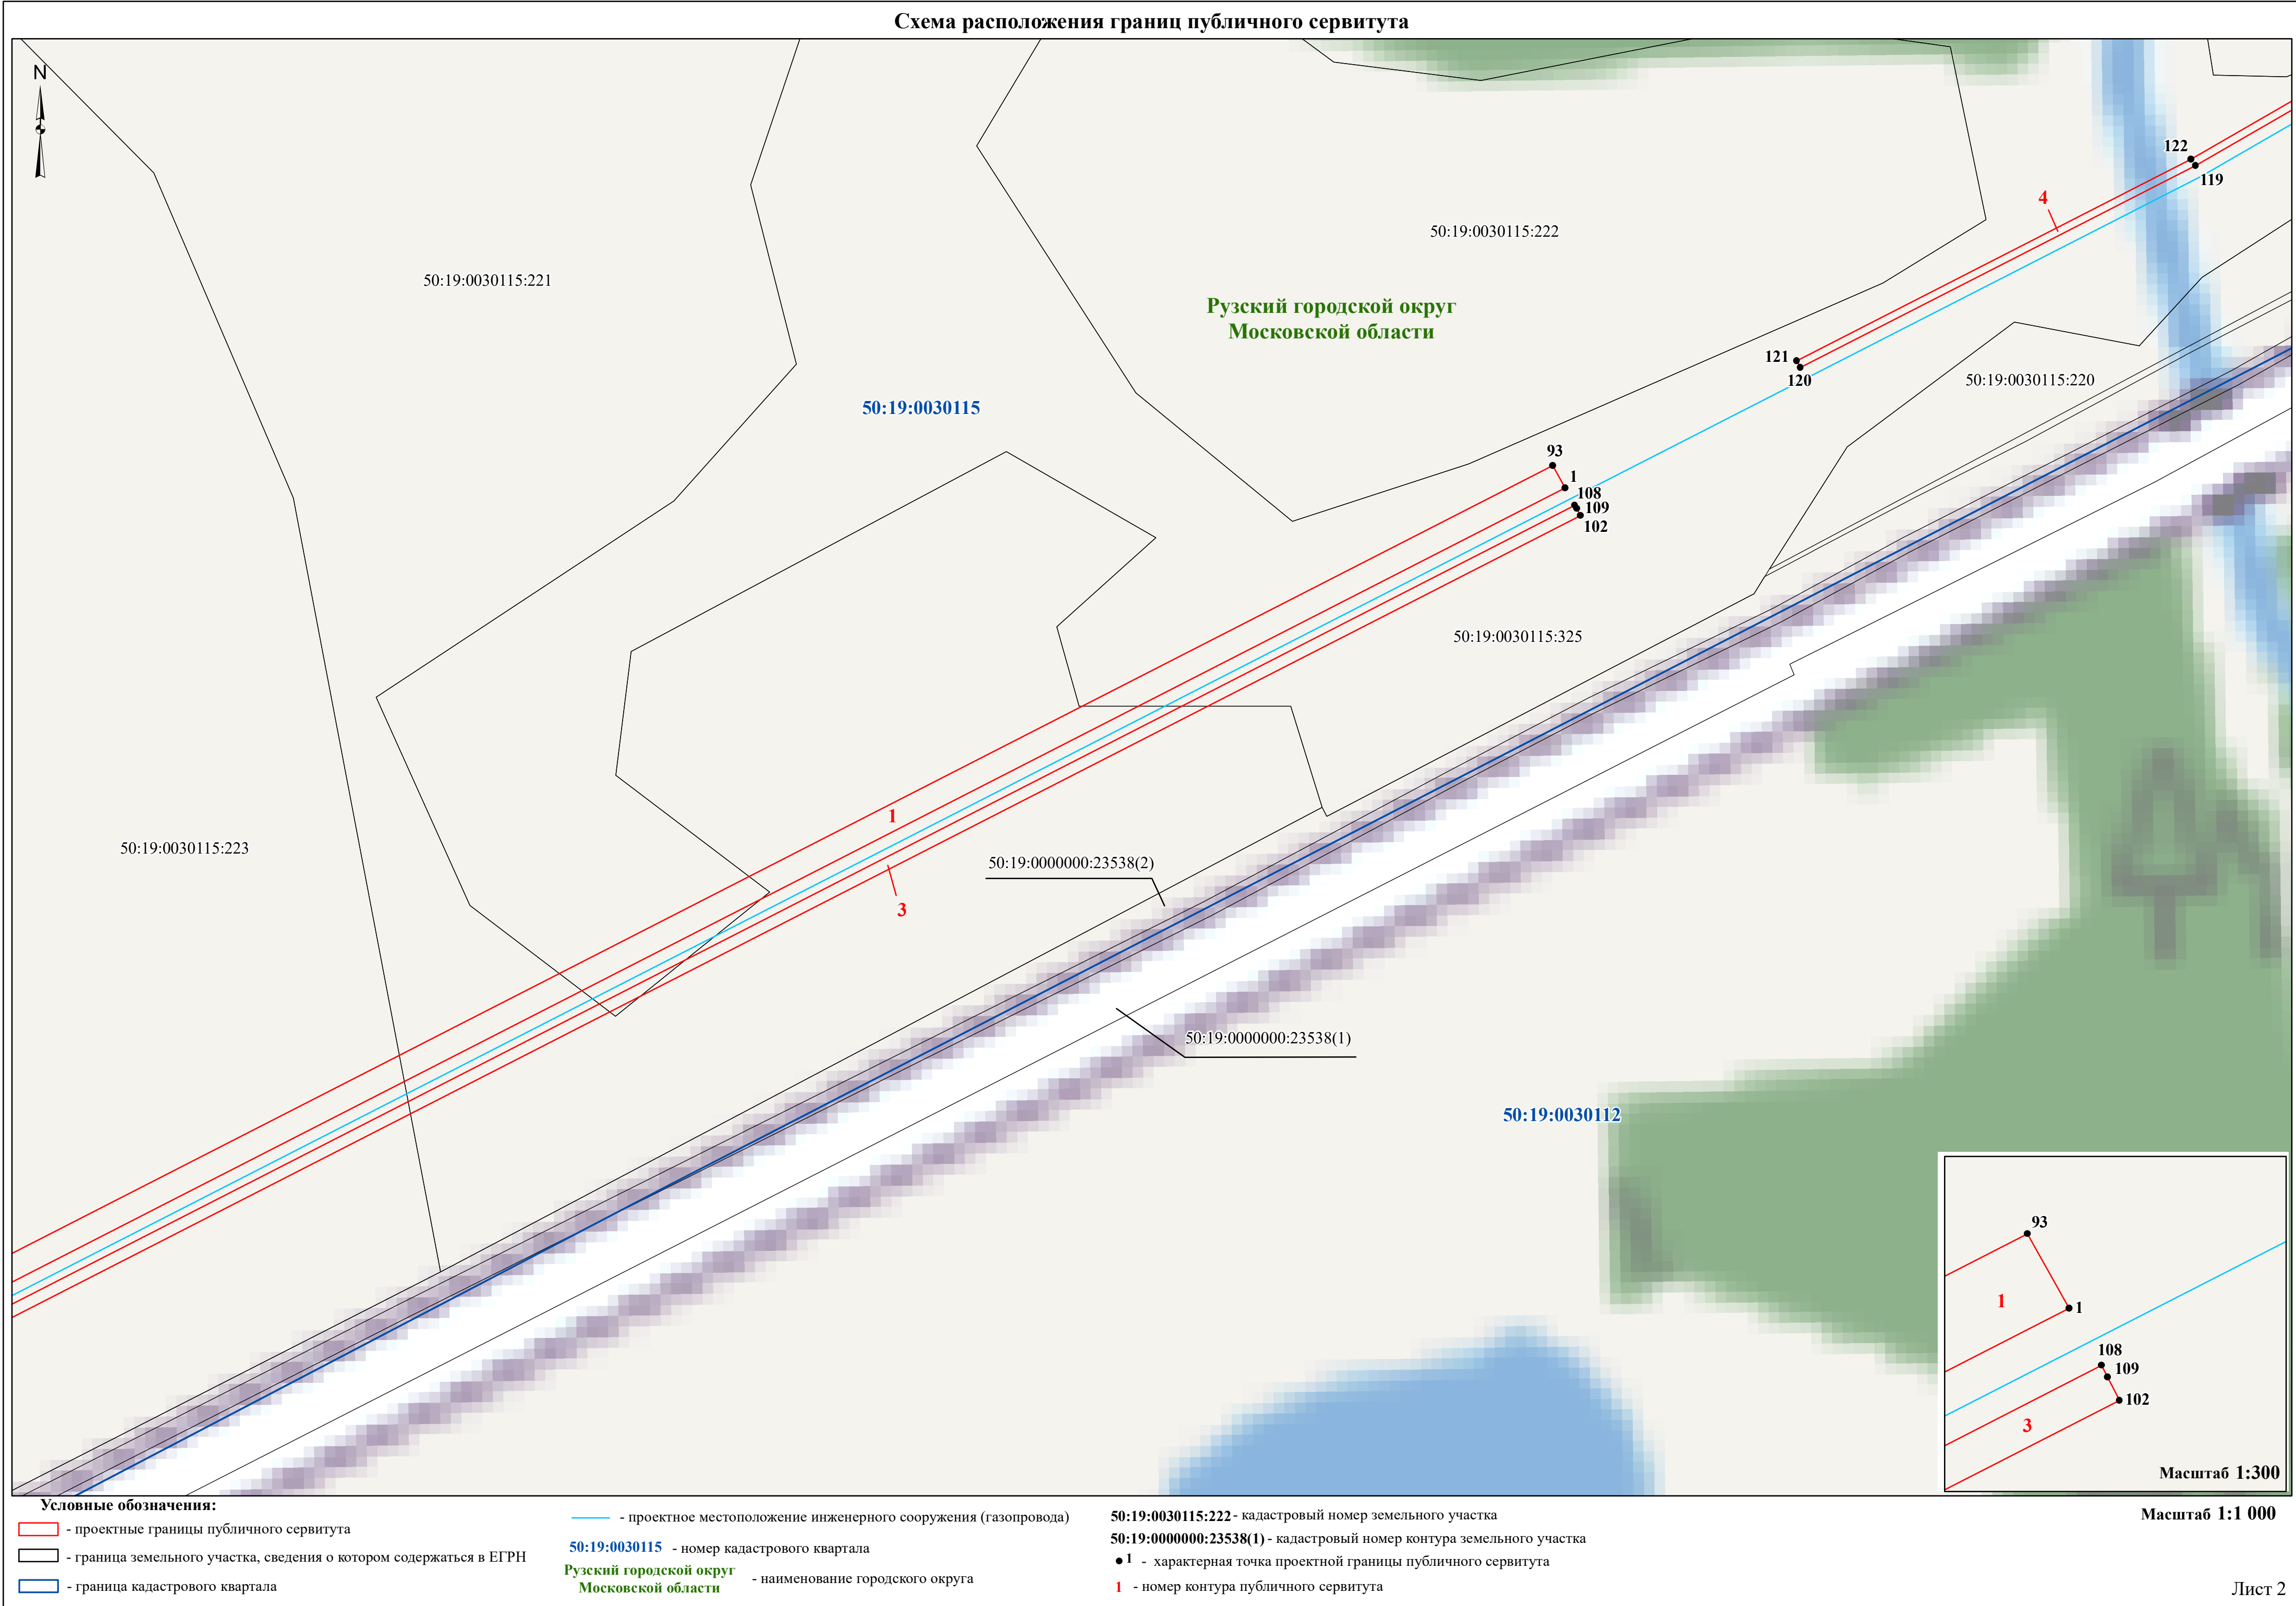 Схема расположения границ публичного сервитута
N
122
119
4
50:19:0030115:222
50:19:0030115:221
Рузский городской округ
Московской области
121
120
50:19:0030115:220
50:19:0030115
93
1
108
109
102
50:19:0030115:325
1
50:19:0030115:223
50:19:0000000:23538(2)
3
50:19:0000000:23538(1)
50:19:0030112
93
1
1
108
109
102
3
Масштаб 1:300
Условные обозначения:
- проектные границы публичного сервитута
- граница земельного участка, сведения о котором содержаться в ЕГРН
- граница кадастрового квартала
- проектное местоположение инженерного сооружения (газопровода)
50:19:0030115 - номер кадастрового квартала
Рузский городской округ
Московской области - наименование городского округа
50:19:0030115:222 - кадастровый номер земельного участка
50:19:0000000:23538(1) - кадастровый номер контура земельного участка
1 - характерная точка проектной границы публичного сервитута
1 - номер контура публичного сервитута
Масштаб 1:1 000
Лист 2